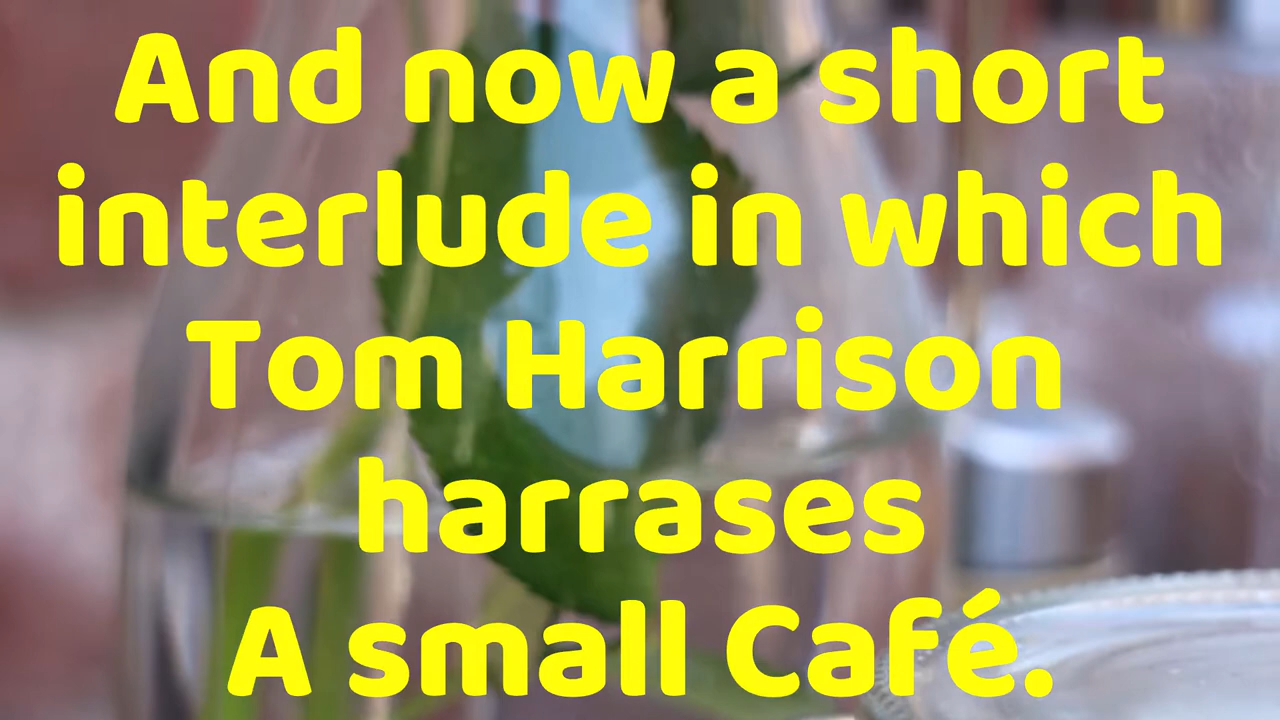 And now a short
interlude in which
Tom Harrison
harrases
A small Café.